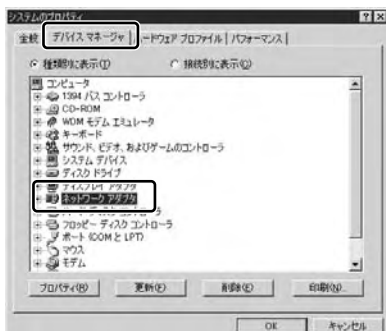 システムのプロパティ
全般 デバイス マネージャ ハードウェア プロファイル パフォーマンス
種類別に表示(T) 接続別に表示(C)
コンピュータ
1394 バス コントローラ
CD-ROM
WDM モデム エミュレータ
キーボード
サウンド、ビデオ、およびゲームのコントローラ
システム デバイス
ディスク ドライブ
ディスプレイ アダプタ
ネットワーク アダプタ
フロッピー ディスク コントローラ
ポート (COM と LPT)
マウス
モデム
プロパティ(R) 更新(E) 削除(E) 印刷(N)...
OK キャンセル